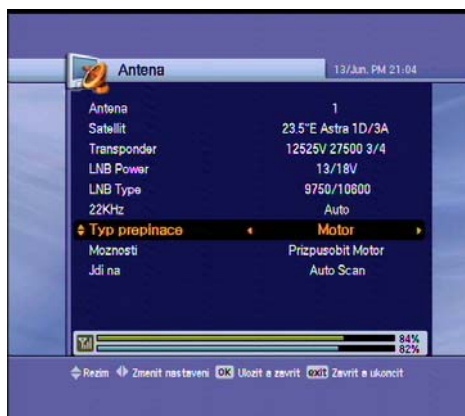 Antena 13/Jun. PM 21:04
Antena 1
Satellit 23.5°E Astra 1D/3A
Transponder 12525V 27500 3/4
LNB Power 13/18V
LNB Type 9750/10600
22KHz Auto
Typ prepinace Motor
Moznosti Prizpusobit Motor
Jdi na Auto Scan
84%
82%
Rezim Zmenit nastaveni OK Ulozit a zavrit exit Zavrit a ukoncit